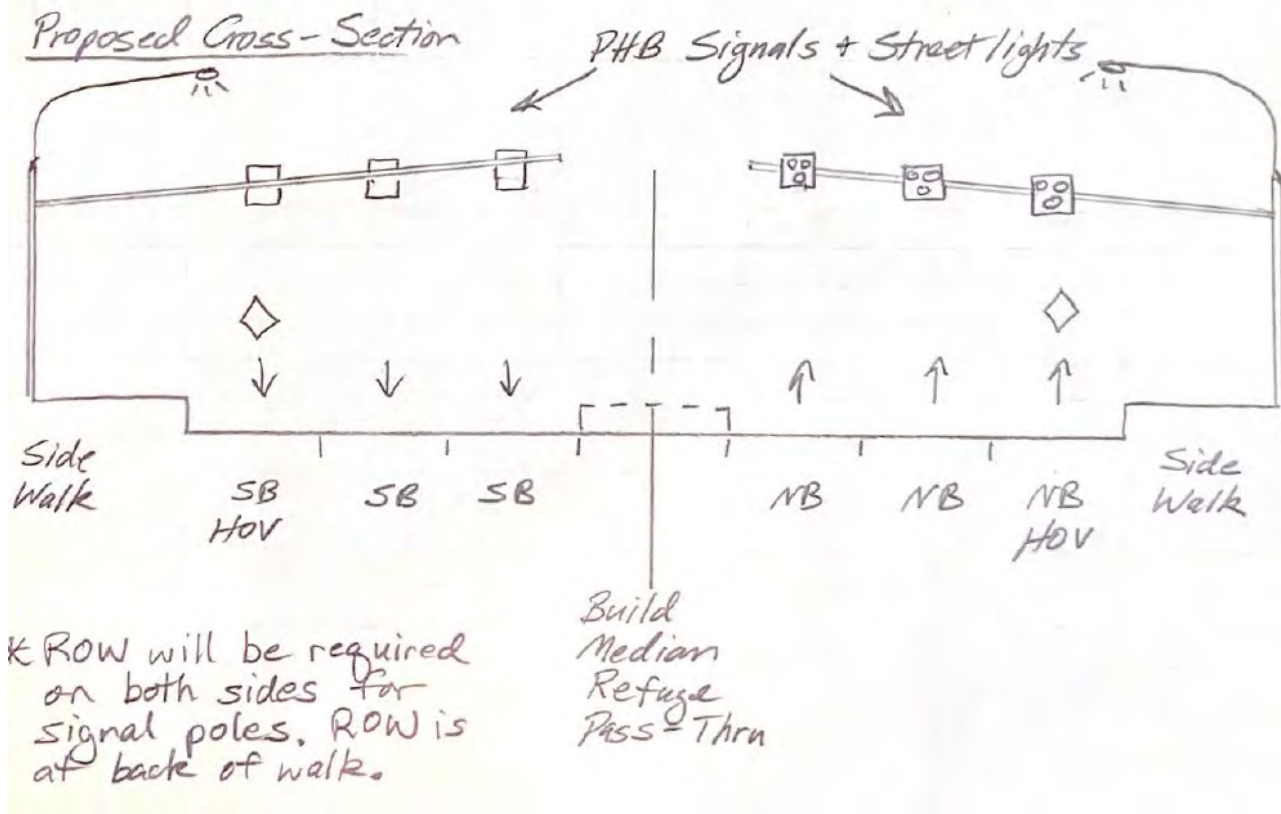 Proposed Cross-Section
PHB Signals + Streetlights
Side
Walk
SB
HOV
SB
SB
NB
NB
NB
HOV
Side
Walk
* ROW will be required
on both sides for
signal poles. ROW is
at back of walk.
Build
Median
Refuge
Pass-Thru